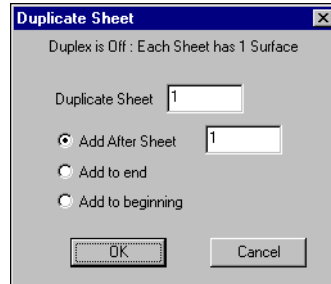 Duplicate Sheet
Duplex is Off : Each Sheet has 1 Surface
Duplicate Sheet 1
Add After Sheet 1
Add to end
Add to beginning
OK Cancel